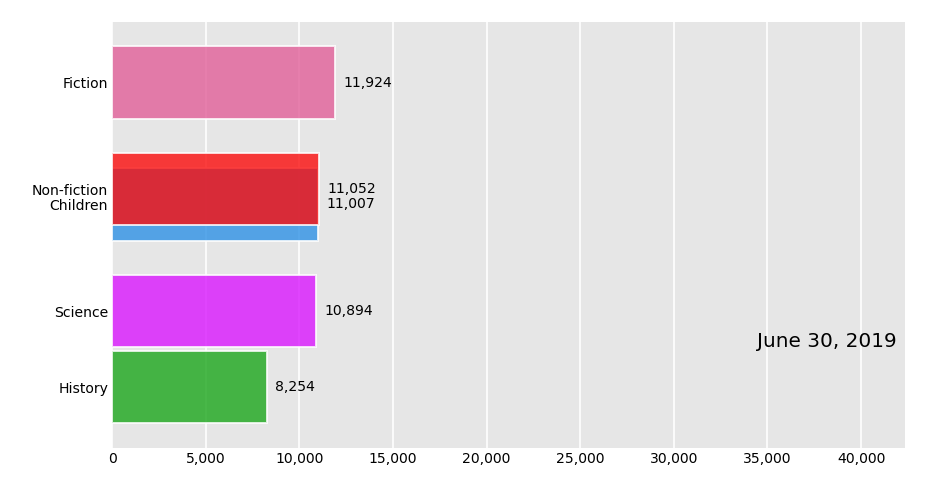 Fiction 11,924
Non-fiction 11,052
Children 11,007
Science 10,894
June 30, 2019
History 8,254
0 5,000 10,000 15,000 20,000 25,000 30,000 35,000 40,000